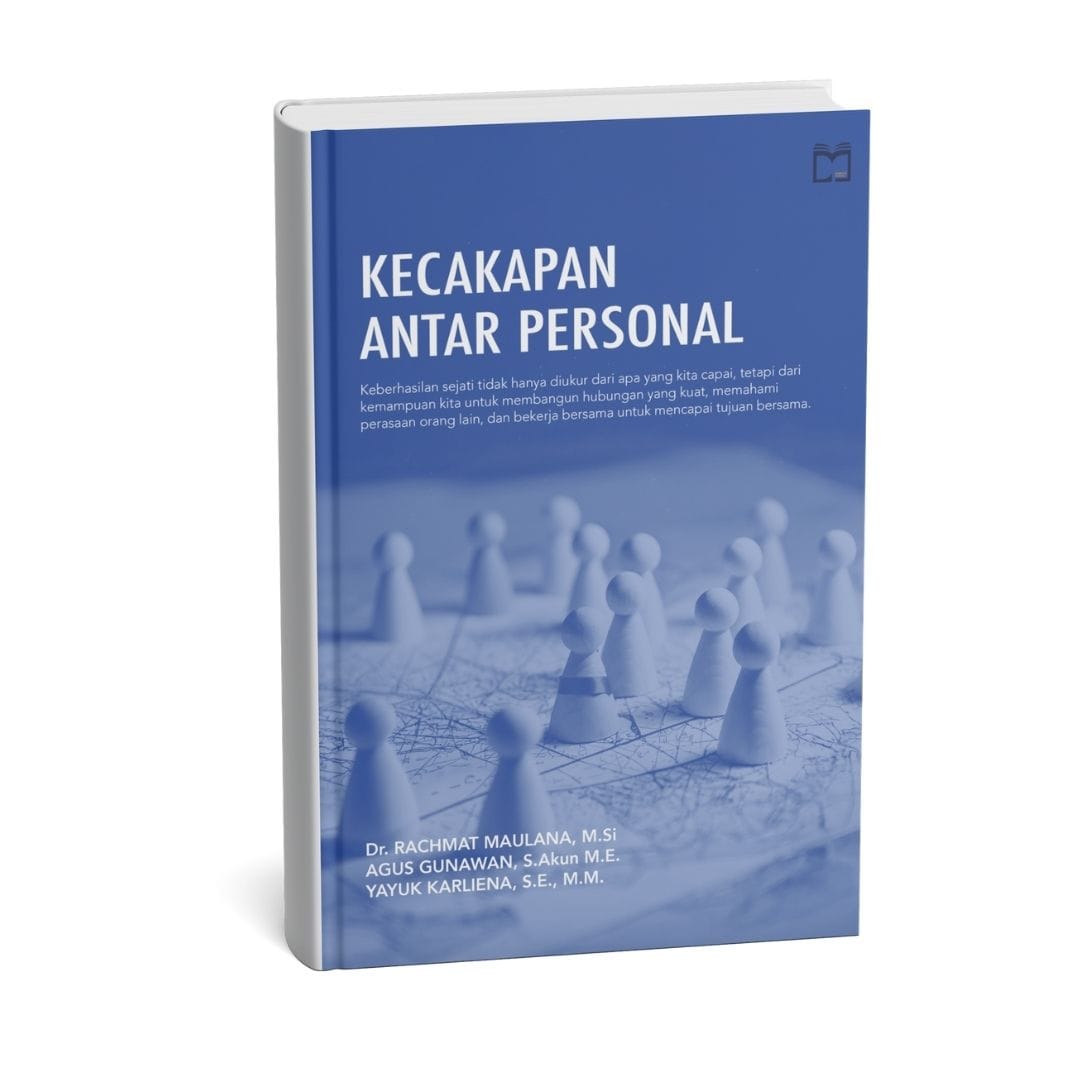 KECAKAPAN
ANTAR PERSONAL
Keberhasilan sejati tidak hanya diukur dari apa yang kita capai, tetapi dari
kemampuan kita untuk membangun hubungan yang kuat, memahami
perasaan orang lain, dan bekerja bersama untuk mencapai tujuan bersama.
Dr. RACHMAT MAULANA, M.Si
AGUS GUNAWAN, S.Akun M.E.
YAYUK KARLIENA, S.E., M.M.